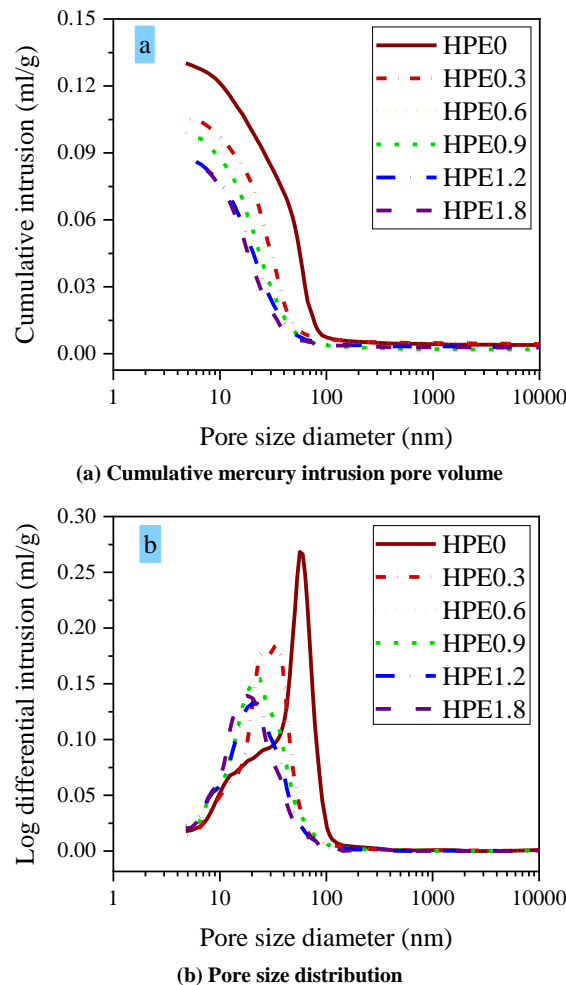 a
HPE0
HPE0.3
HPE0.6
HPE0.9
HPE1.2
HPE1.8
Cumulative intrusion (ml/g)
0.15
0.12
0.09
0.06
0.03
0.00
1 10 100 1000 10000
Pore size diameter (nm)
(a) Cumulative mercury intrusion pore volume
b
HPE0
HPE0.3
HPE0.6
HPE0.9
HPE1.2
HPE1.8
Log differential intrusion (ml/g)
0.30
0.25
0.20
0.15
0.10
0.05
0.00
1 10 100 1000 10000
Pore size diameter (nm)
(b) Pore size distribution